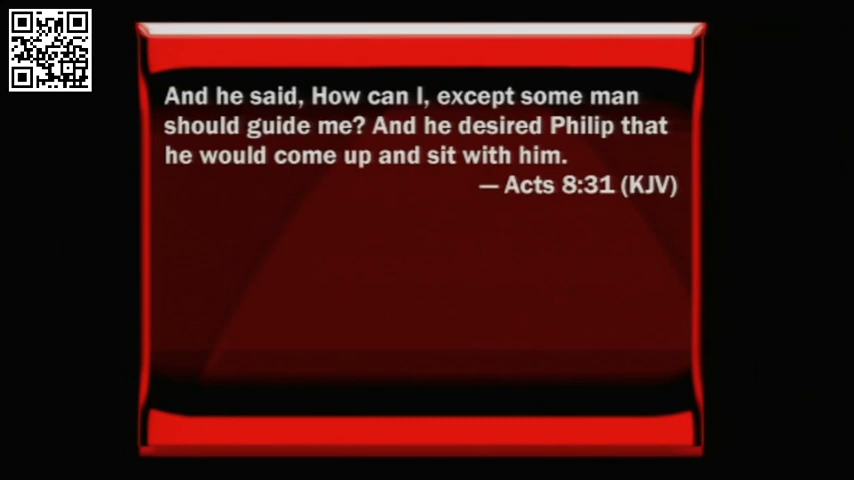 And he said, How can I, except some man
should guide me? And he desired Philip that
he would come up and sit with him.
— Acts 8:31 (KJV)